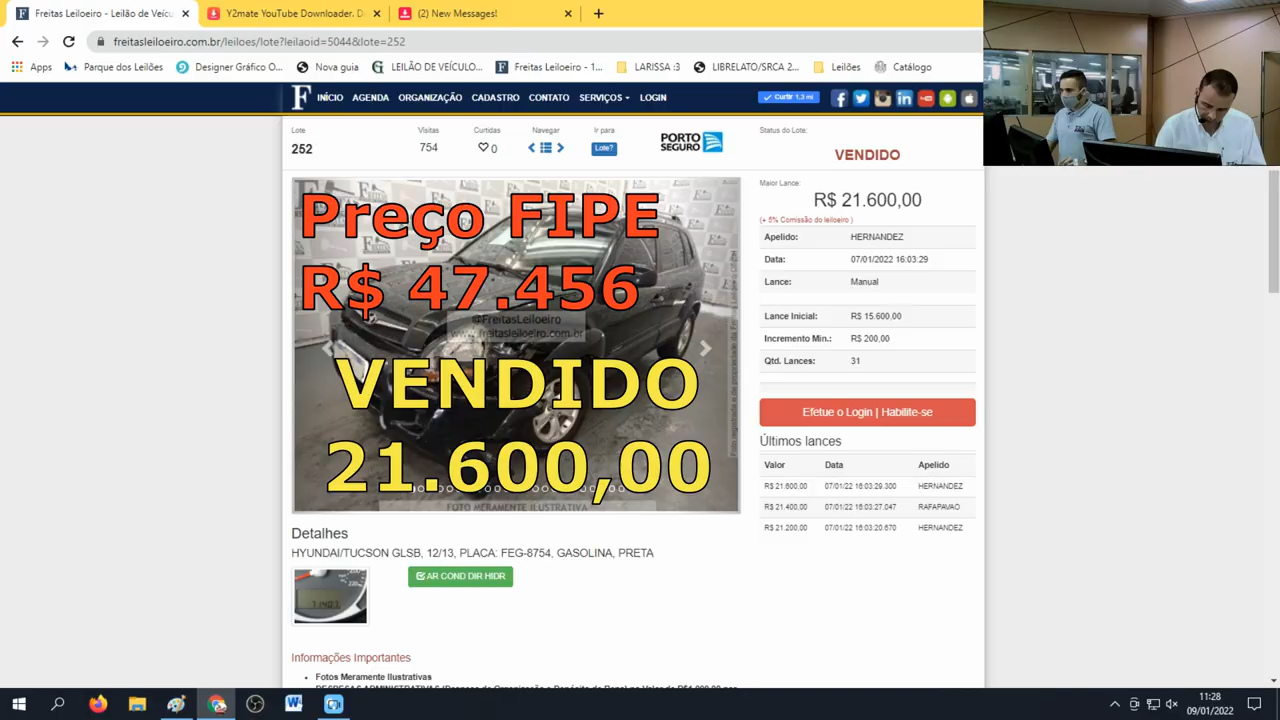 Freitas Leiloeiro - Leilão de Veícu
Y2mate YouTube Downloader. D
(2) New Messages!
freitasleiloeiro.com.br/leiloes/lote?leilaoid=5044&lote=252
Apps
Parque dos Leilões
Designer Gráfico O...
Nova guia
LEILÃO DE VEÍCULO...
Freitas Leiloeiro - 1...
LARISSA :3
LIBRELATO/SRCA 2...
Leilões
Catálogo
F INÍCIO AGENDA ORGANIZAÇÃO CADASTRO CONTATO SERVIÇOS LOGIN
Curtir 1,3 mi
Lote
252
Visitas
754
Curtidas
0
Navegar
Ir para
Lote?
PORTO
SEGURO
Status do Lote:
VENDIDO
Maior Lance:
R$ 21.600,00
(+ 5% Comissão do leiloeiro )
Apelido: HERNANDEZ
Data: 07/01/2022 16:03:29
Lance: Manual
Lance Inicial: R$ 15.600,00
Incremento Min.: R$ 200,00
Qtd. Lances: 31
Efetue o Login | Habilite-se
Últimos lances
Valor Data Apelido
R$ 21.600,00 07/01/22 16:03:29.300 HERNANDEZ
R$ 21.400,00 07/01/22 16:03:27.047 RAFAPAVAO
R$ 21.200,00 07/01/22 16:03:20.670 HERNANDEZ
Preço FIPE
R$ 47.456
@FreitasLeiloeiro
www.freitasleiloeiro.com.br
VENDIDO
21.600,00
FOTO MERAMENTE ILUSTRATIVA
Detalhes
HYUNDAI/TUCSON GLSB, 12/13, PLACA: FEG-8754, GASOLINA, PRETA
AR COND DIR HIDR
Informações Importantes
Fotos Meramente Ilustrativas
11:28
09/01/2022